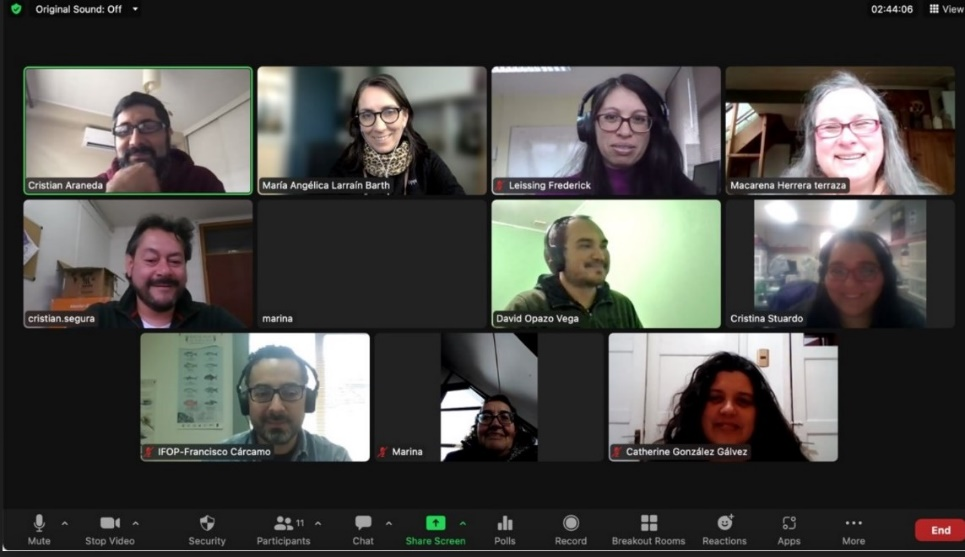 Original Sound: Off
02:44:06
View
Cristian Araneda
María Angélica Larraín Barth
Leissing Frederick
Macarena Herrera terraza
cristian.segura
marina
David Opazo Vega
Cristina Stuardo
IFOP-Francisco Cárcamo
Marina
Catherine González Gálvez
Mute
Stop Video
Security
Participants
11
Chat
Share Screen
Polls
Record
Breakout Rooms
Reactions
Apps
More
End